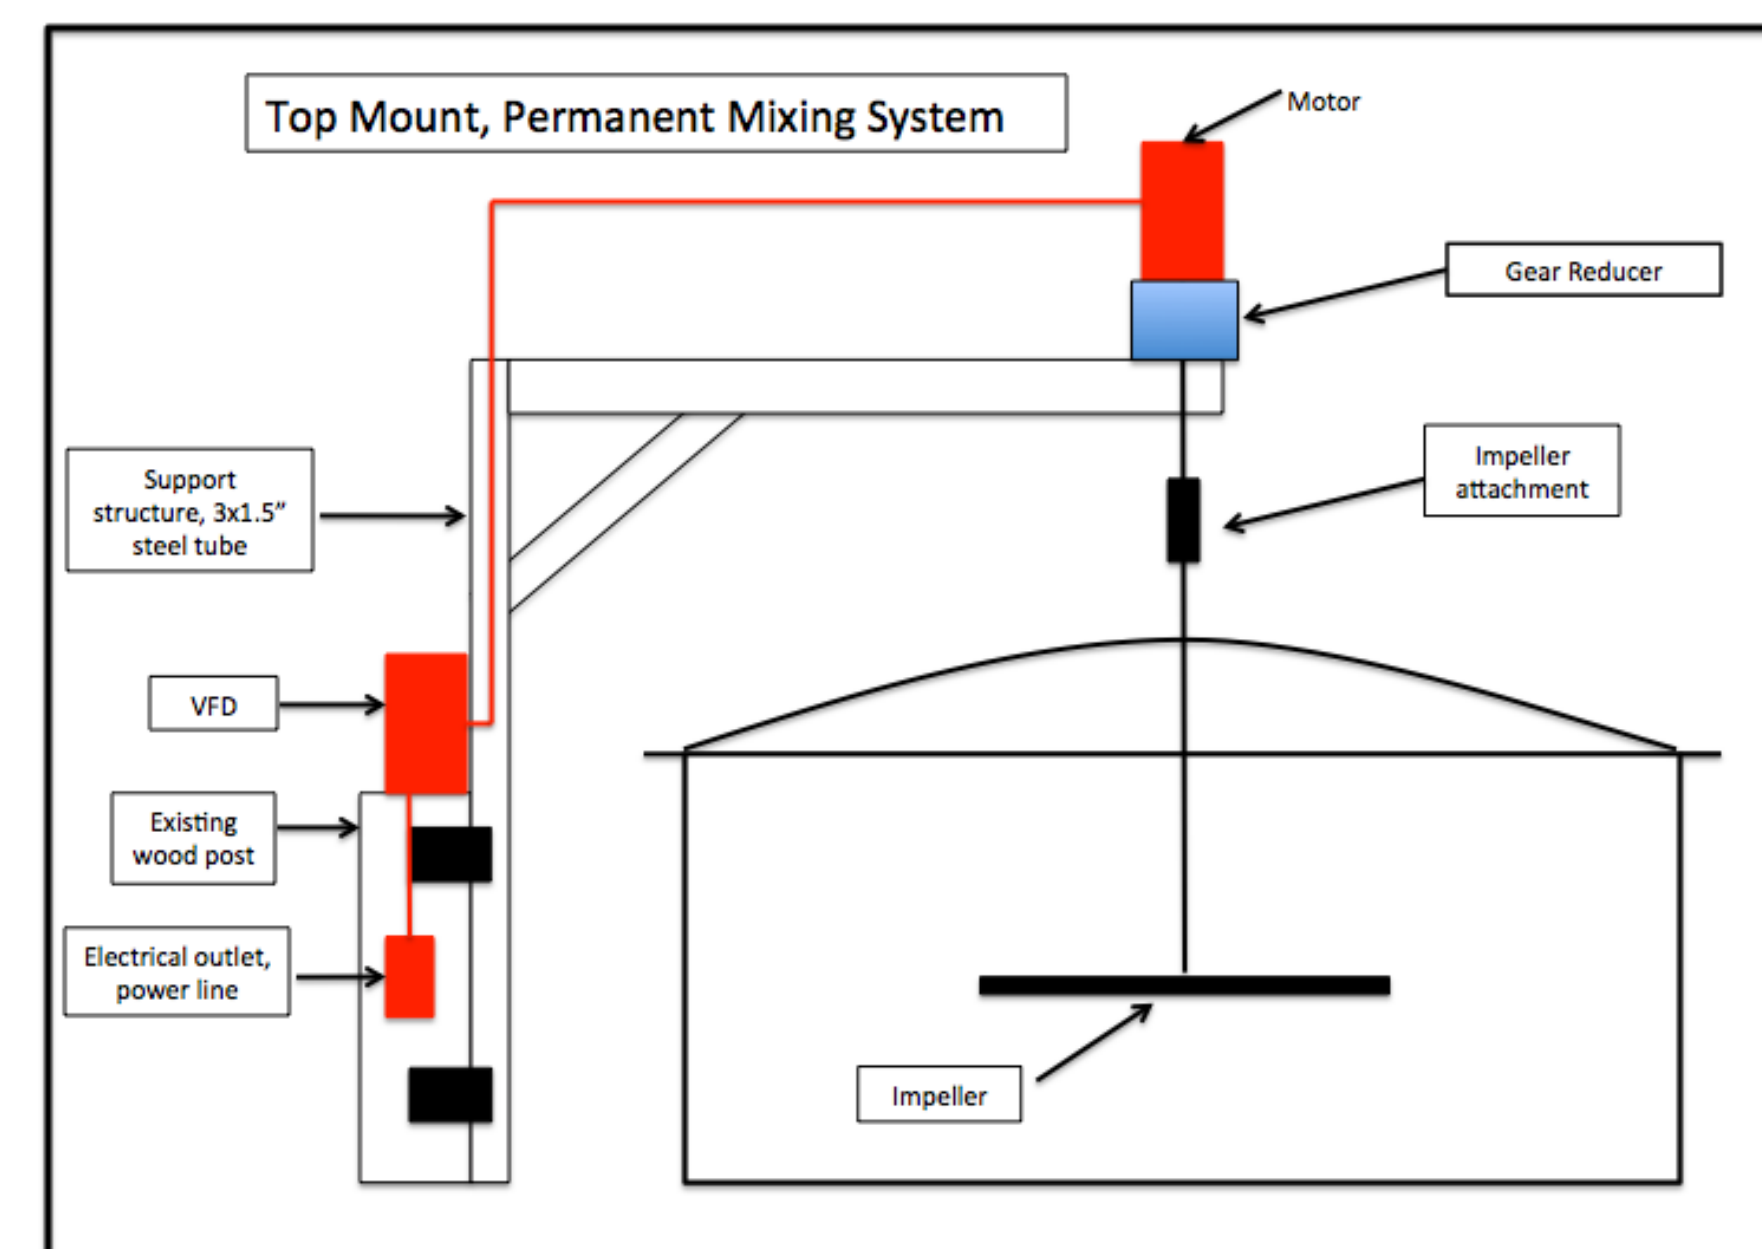 Top Mount, Permanent Mixing System
Motor
Gear Reducer
Impeller
attachment
Support
structure, 3x1.5”
steel tube
VFD
Existing
wood post
Electrical outlet,
power line
Impeller